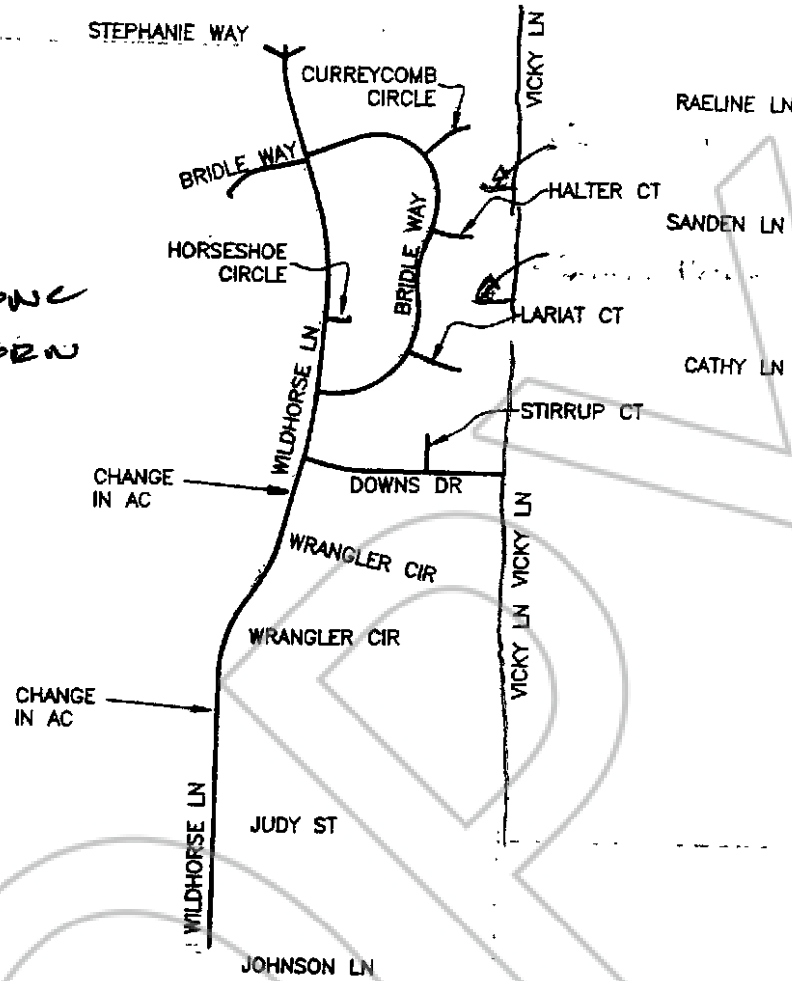 STEPHANIE WAY
VICKY LN
CURREYCOMB
CIRCLE
RAELINE LN
BRIDLE WAY
HALTER CT
SANDEN LN
HORSESHOE
CIRCLE
BRIDLE WAY
LARIAT CT
CATHY LN
WILDHORSE LN
STIRRUP CT
CHANGE
IN AC
DOWNS DR
VICKY LN
WRANGLER CIR
WRANGLER CIR
VICKY LN
CHANGE
IN AC
WILDHORSE LN
JUDY ST
JOHNSON LN